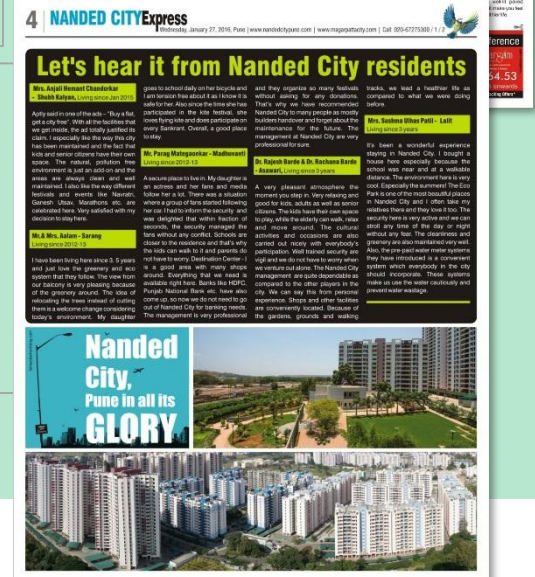 4 | NANDED CITY Express
Wednesday, January 27, 2016, Pune | www.nandedcitypune.com | www.magarpattacity.com | Call: 020-67275300 / 1 / 2
Let's hear it from Nanded City residents
Mrs. Anjali Hemant Chandorkar
- Shubh Kalyan, Living since Jan 2015
Aptly said in one of the ads – "Buy a flat,
get a city free". With all the facilities that
we get inside, the ad totally justified its
claim. I especially like the way this city
has been maintained and the fact that
kids and senior citizens have their own
space. The natural, pollution free
environment is just an add-on and the
areas are always clean and well
maintained. I also like the way different
festivals and events like Navratri,
Ganesh Utsav, Marathons etc. are
celebrated here. Very satisfied with my
decision to stay here.
Mr.& Mrs. Aalam - Sarang
Living since 2012-13
I have been living here since 3. 5 years
and just love the greenery and eco
system that they follow. The view from
our balcony is very pleasing because
of the greenery around. The idea of
relocating the trees instead of cutting
them is a welcome change considering
today's environment. My daughter
goes to school daily on her bicycle and
I am tension free about it as I know it is
safe for her. Also since the time she has
participated in the kite festival, she
loves flying kite and does participate on
every Sankrant. Overall, a good place
to stay.
Mr. Parag Mategaonkar - Madhuvanti
Living since 2012-13
A secure place to live in. My daughter is
an actress and her fans and media
follow her a lot. There was a situation
where a group of fans started following
her car. I had to inform the security and
was delighted that within fraction of
seconds, the security managed the
fans without any conflict. Schools are
closer to the residence and that's why
the kids can walk to it and parents do
not have to worry. Destination Center - I
is a good area with many shops
around. Everything that we need is
available right here. Banks like HDFC,
Punjab National Bank etc. have also
come up, so now we do not need to go
out of Nanded City for banking needs.
The management is very professional
and they organize so many festivals
without asking for any donations.
That's why we have recommended
Nanded City to many people as mostly
builders handover and forget about the
maintenance for the future. The
management at Nanded City are very
professional for sure.
Dr. Rajesh Barde & Dr. Rachana Barde
- Asawari, Living since 3 years
A very pleasant atmosphere the
moment you step in. Very relaxing and
good for kids, adults as well as senior
citizens. The kids have their own space
to play, while the elderly can walk, relax
and move around. The cultural
activities and occasions are also
carried out nicely with everybody's
participation. Well trained security are
vigil and we do not have to worry when
we venture out alone. The Nanded City
management are quite dependable as
compared to the other players in the
city. We can say this from personal
experience. Shops and other facilities
are conveniently located. Because of
the gardens, grounds and walking
tracks, we lead a healthier life as
compared to what we were doing
before.
Mrs. Sushma Ulhas Patil - Lalit
Living since 3 years
It's been a wonderful experience
staying in Nanded City. I bought a
house here especially because the
school was near and at a walkable
distance. The environment here is very
cool. Especially the summers! The Eco
Park is one of the most beautiful places
in Nanded City and I often take my
relatives there and they love it too. The
security here is very active and we can
stroll any time of the day or night
without any fear. The cleanliness and
greenery are also maintained very well.
Also, the pre-paid water meter systems
they have introduced is a convenient
system which everybody in the city
should incorporate. These systems
make us use the water cautiously and
prevent water wastage.
Nanded
City,
Pune in all its
GLORY
ference
64.53
onwards